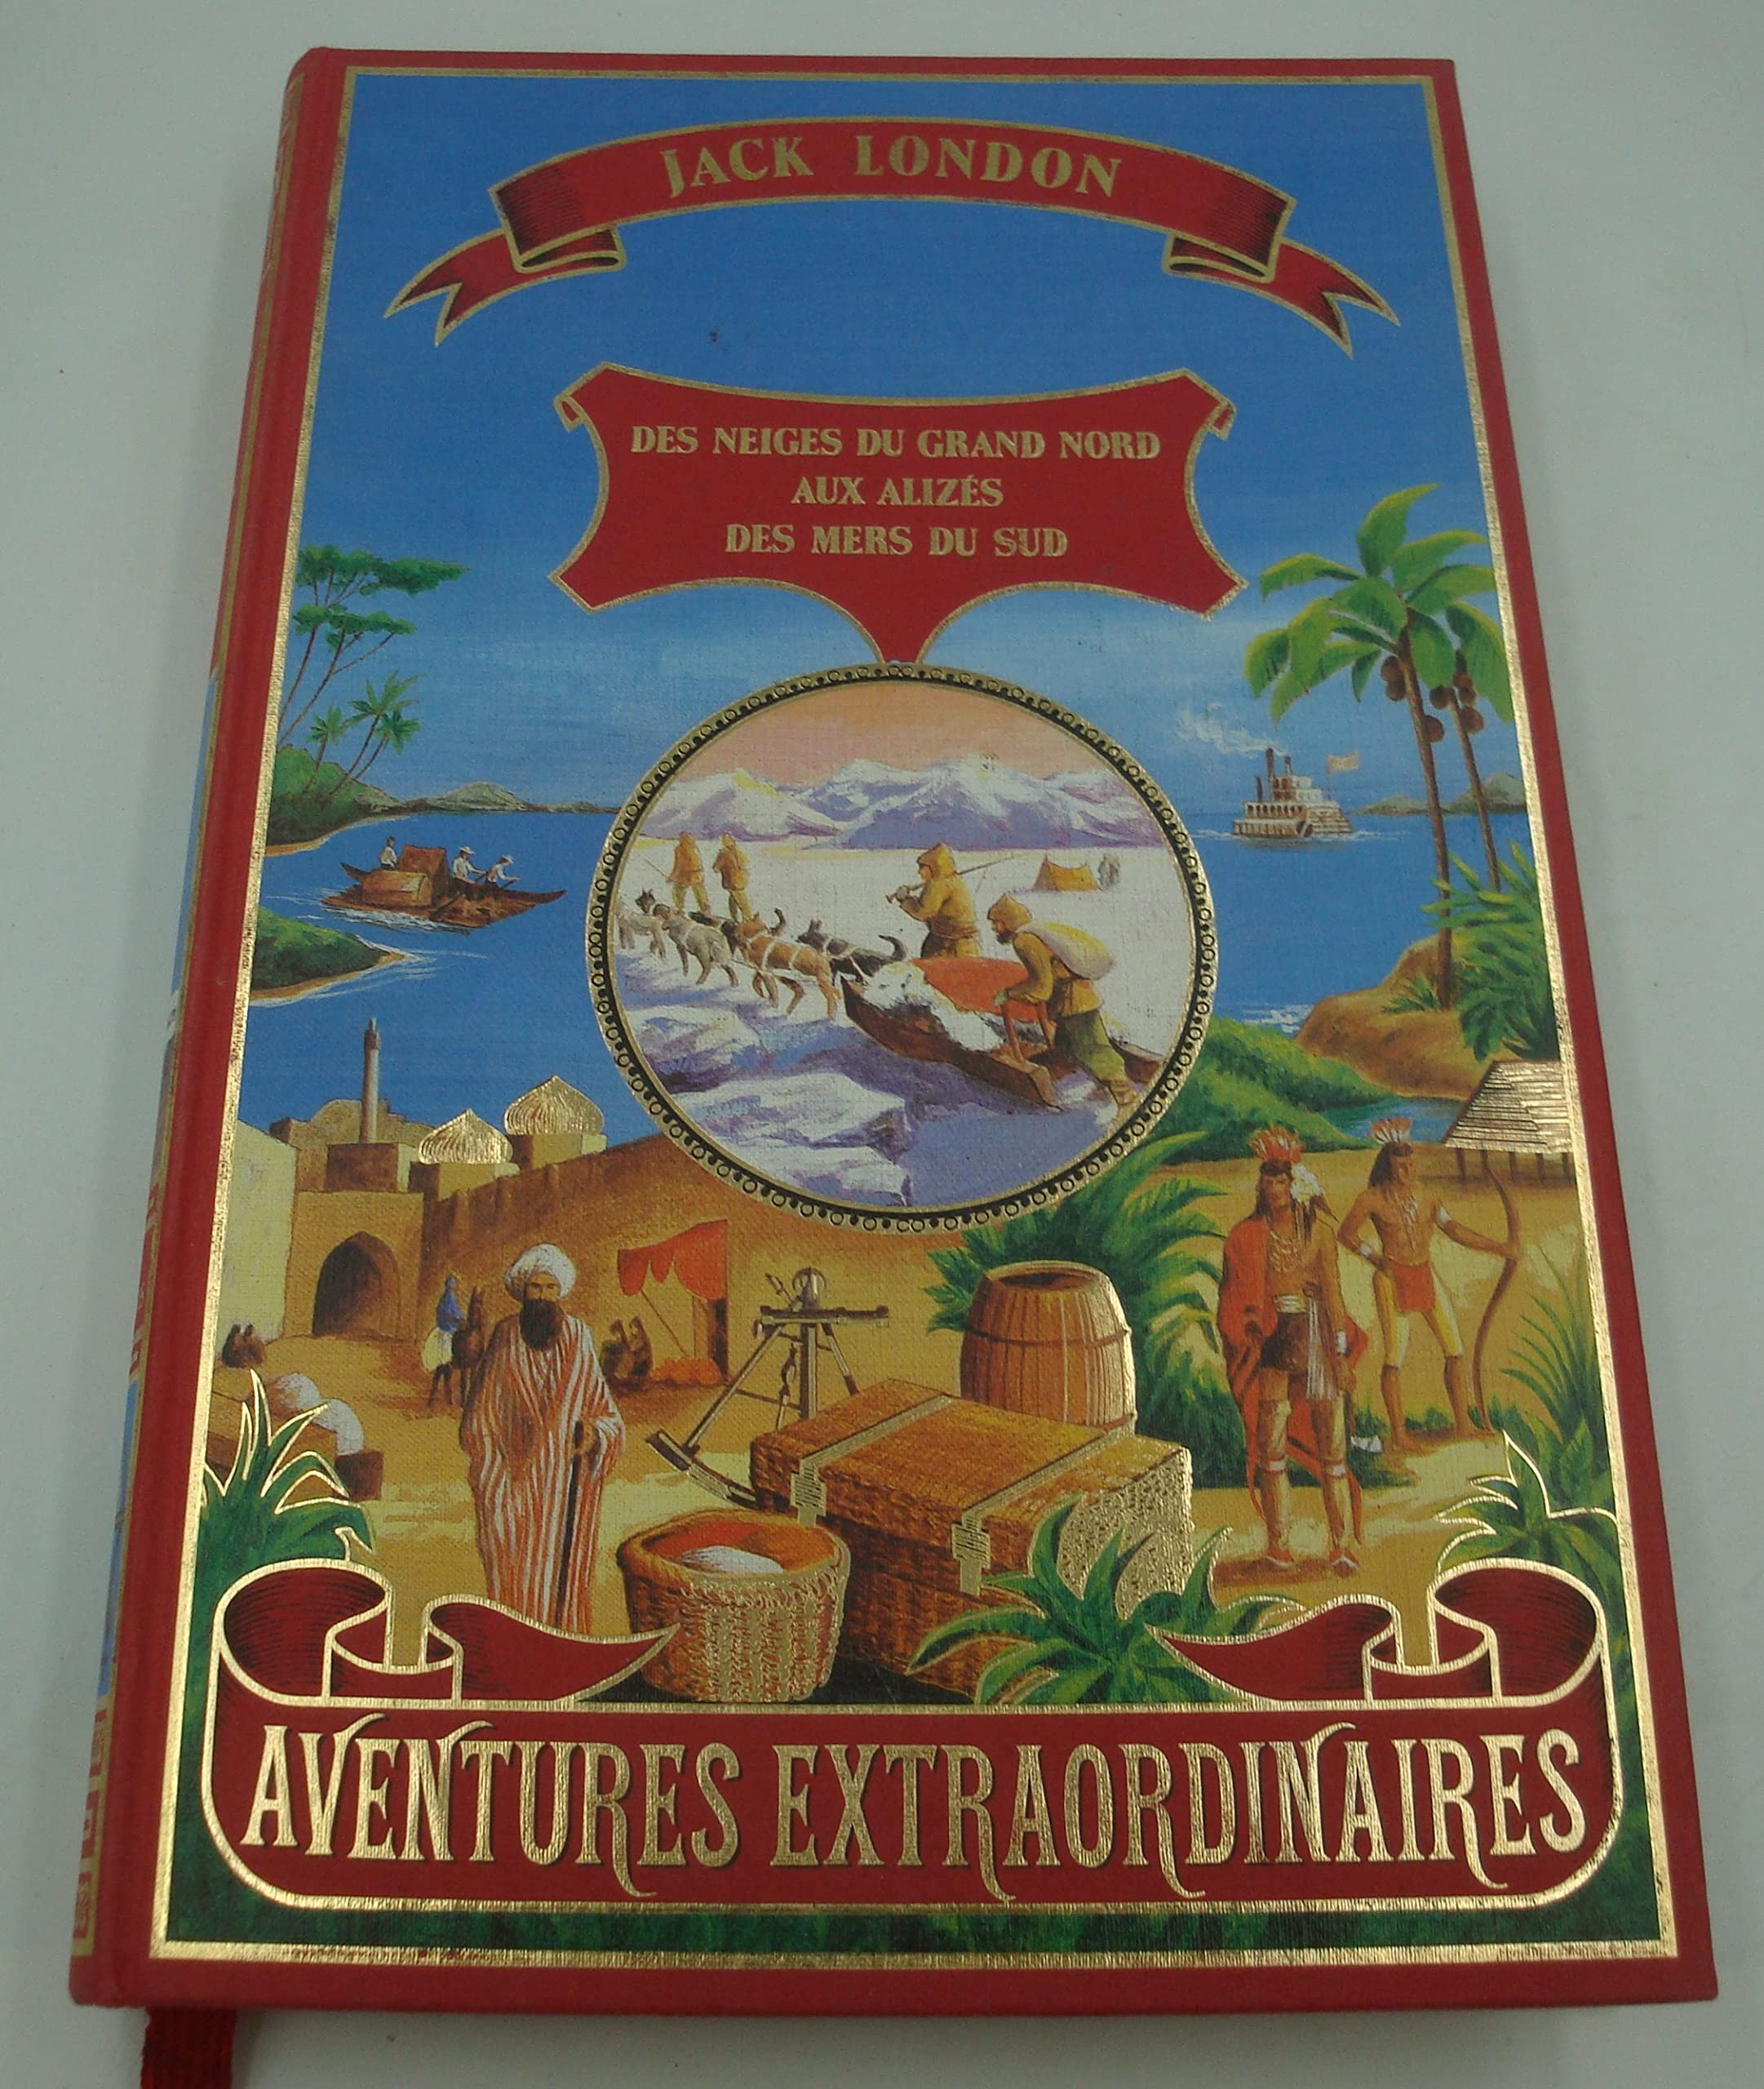 JACK LONDON
DES NEIGES DU GRAND NORD
AUX ALIZÉS
DES MERS DU SUD
AVENTURES EXTRAORDINAIRES